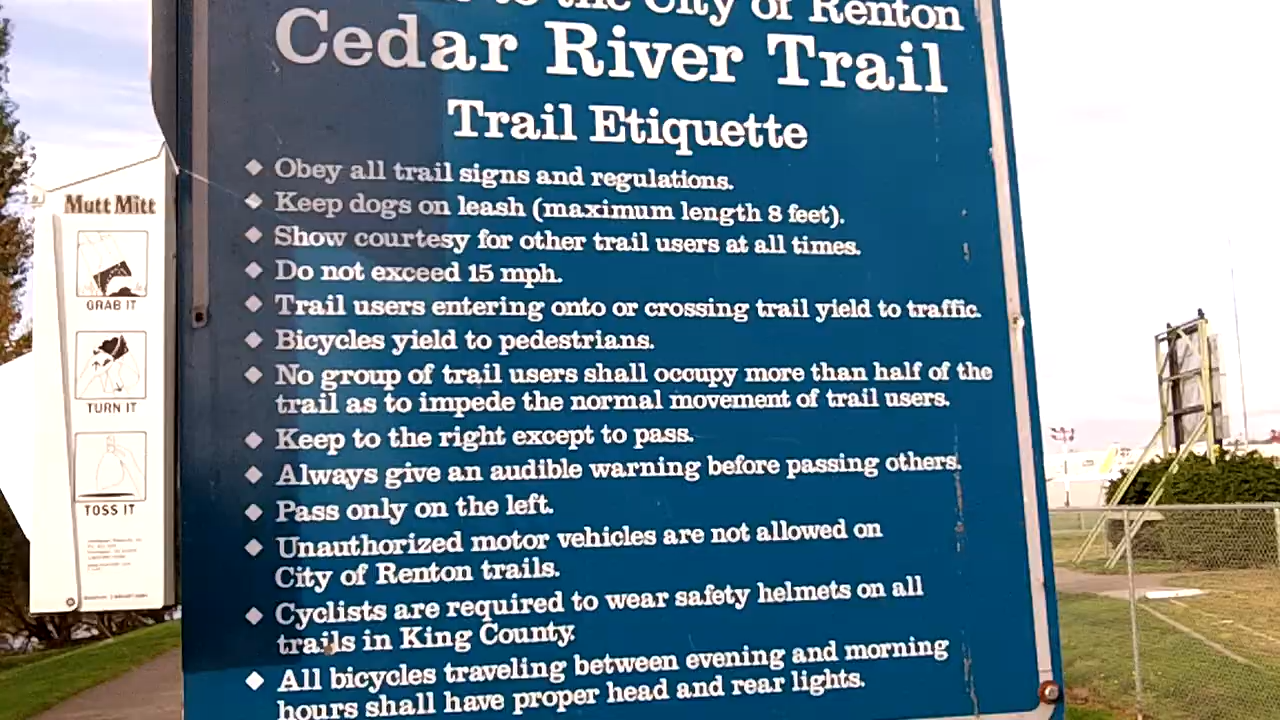 to the City of Renton
Cedar River Trail
Trail Etiquette
◆ Obey all trail signs and regulations.
◆ Keep dogs on leash (maximum length 8 feet).
◆ Show courtesy for other trail users at all times.
◆ Do not exceed 15 mph.
◆ Trail users entering onto or crossing trail yield to traffic.
◆ Bicycles yield to pedestrians.
◆ No group of trail users shall occupy more than half of the
trail as to impede the normal movement of trail users.
◆ Keep to the right except to pass.
◆ Always give an audible warning before passing others.
◆ Pass only on the left.
◆ Unauthorized motor vehicles are not allowed on
City of Renton trails.
◆ Cyclists are required to wear safety helmets on all
trails in King County.
◆ All bicycles traveling between evening and morning
hours shall have proper head and rear lights.
Mutt Mitt
GRAB IT
TURN IT
TOSS IT